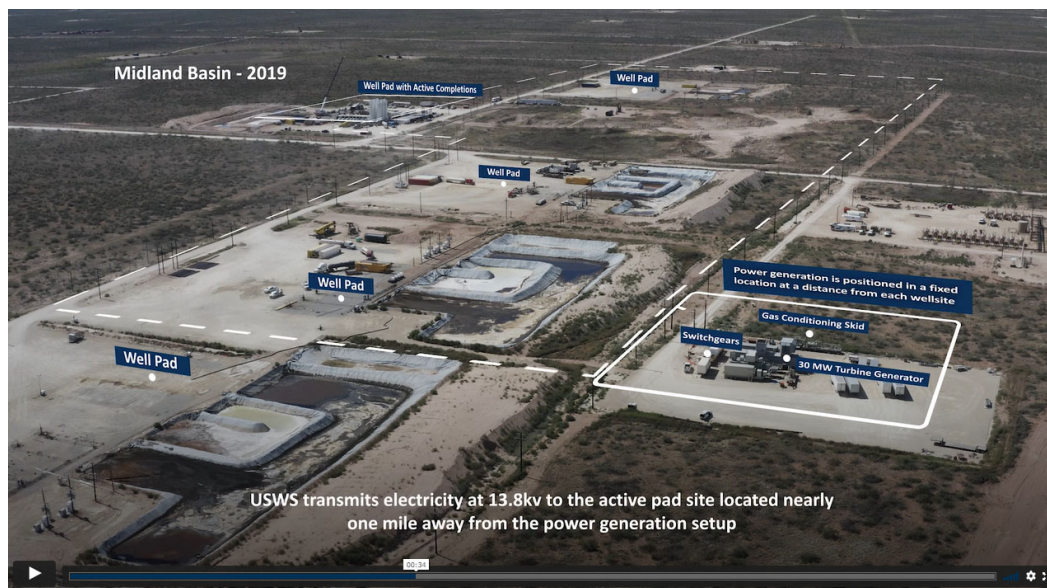 Midland Basin - 2019
Well Pad with Active Completions
Well Pad
Well Pad
Well Pad
Well Pad
Power generation is positioned in a fixed
location at a distance from each wellsite
Gas Conditioning Skid
Switchgears
30 MW Turbine Generator
USWS transmits electricity at 13.8kv to the active pad site located nearly
one mile away from the power generation setup
00:34